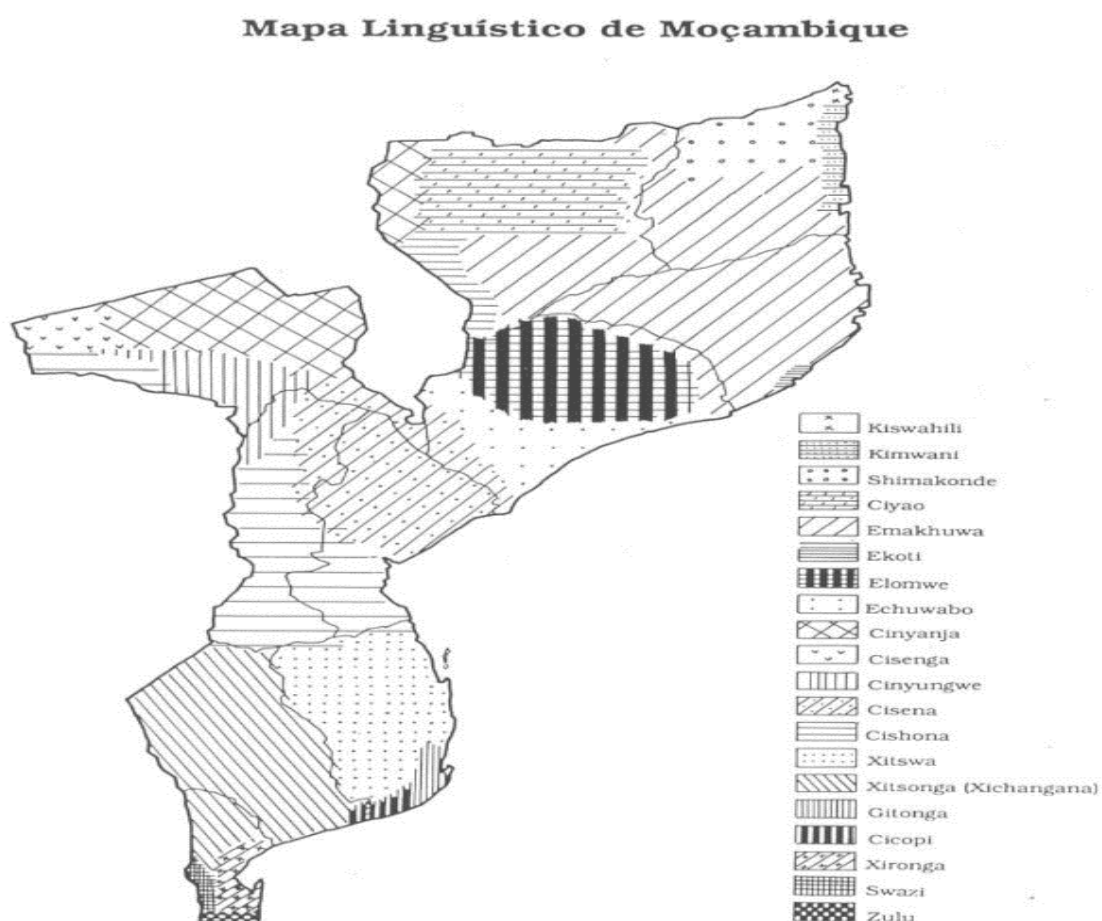 Mapa Linguístico de Moçambique
Kiswahili
Kimwani
Shimakonde
Ciyao
Emakhuwa
Ekoti
Elomwe
Echuwabo
Cinyanja
Cisenga
Cinyungwe
Cisena
Cishona
Xitswa
Xitsonga (Xichangana)
Gitonga
Cicopi
Xironga
Swazi
Zulu